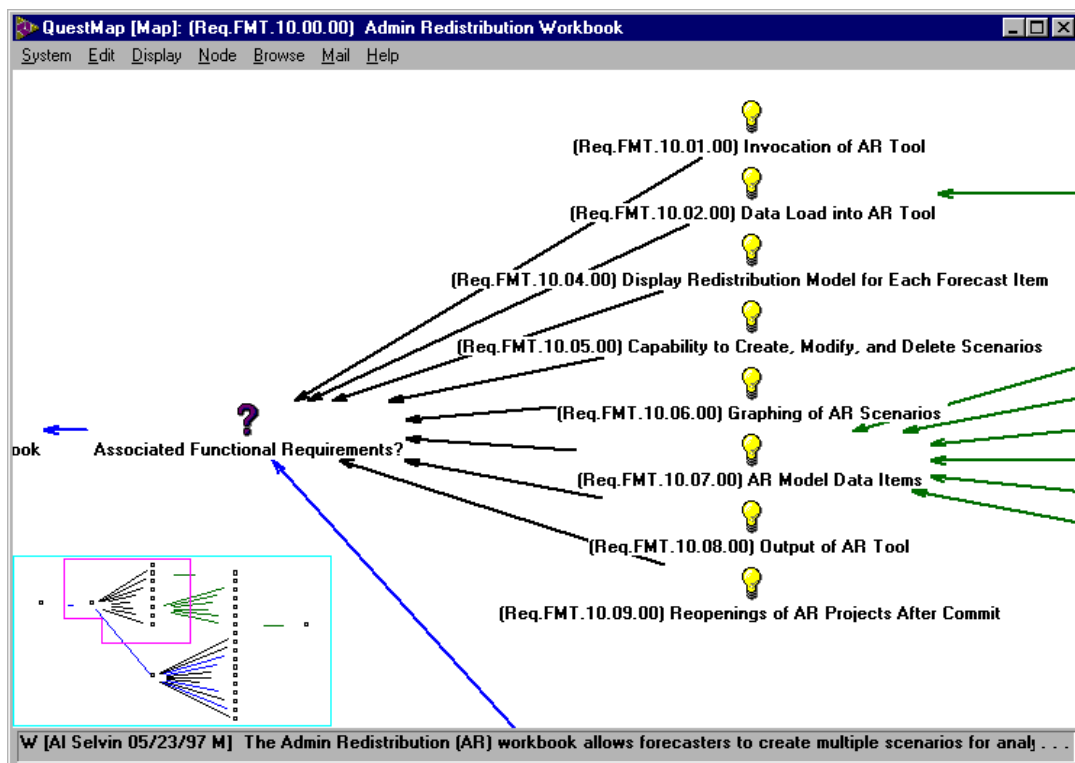 QuestMap [Map]: (Req.FMT.10.00.00) Admin Redistribution Workbook
System Edit Display Node Browse Mail Help
(Req.FMT.10.01.00) Invocation of AR Tool
(Req.FMT.10.02.00) Data Load into AR Tool
(Req.FMT.10.04.00) Display Redistribution Model for Each Forecast Item
(Req.FMT.10.05.00) Capability to Create, Modify, and Delete Scenarios
(Req.FMT.10.06.00) Graphing of AR Scenarios
ook Associated Functional Requirements?
(Req.FMT.10.07.00) AR Model Data Items
(Req.FMT.10.08.00) Output of AR Tool
(Req.FMT.10.09.00) Reopenings of AR Projects After Commit
W [Al Selvin 05/23/97 M] The Admin Redistribution (AR) workbook allows forecasters to create multiple scenarios for analy . . .